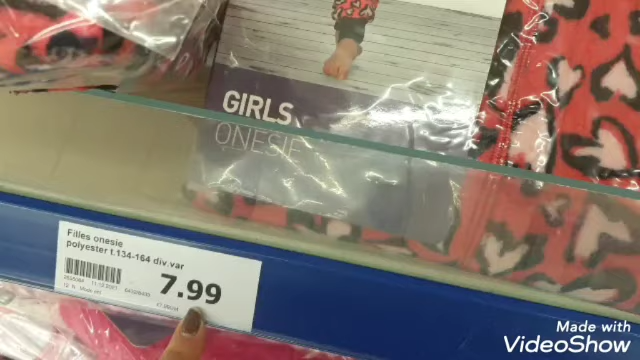 GIRLS
ONESIE
Filles onesie
polyester t.134-164 div.var
7.99
Made with
VideoShow